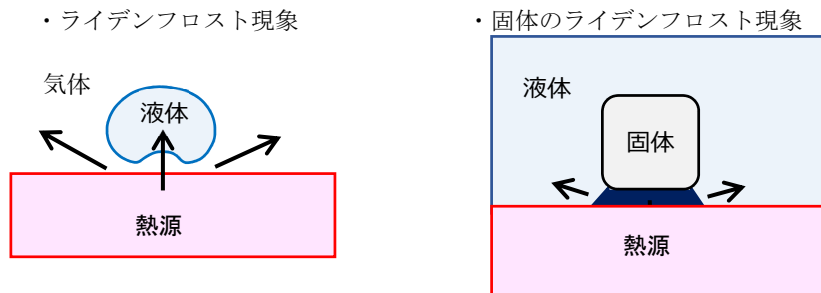 ・ライデンフロスト現象
気体
液体
熱源
・固体のライデンフロスト現象
液体
固体
熱源